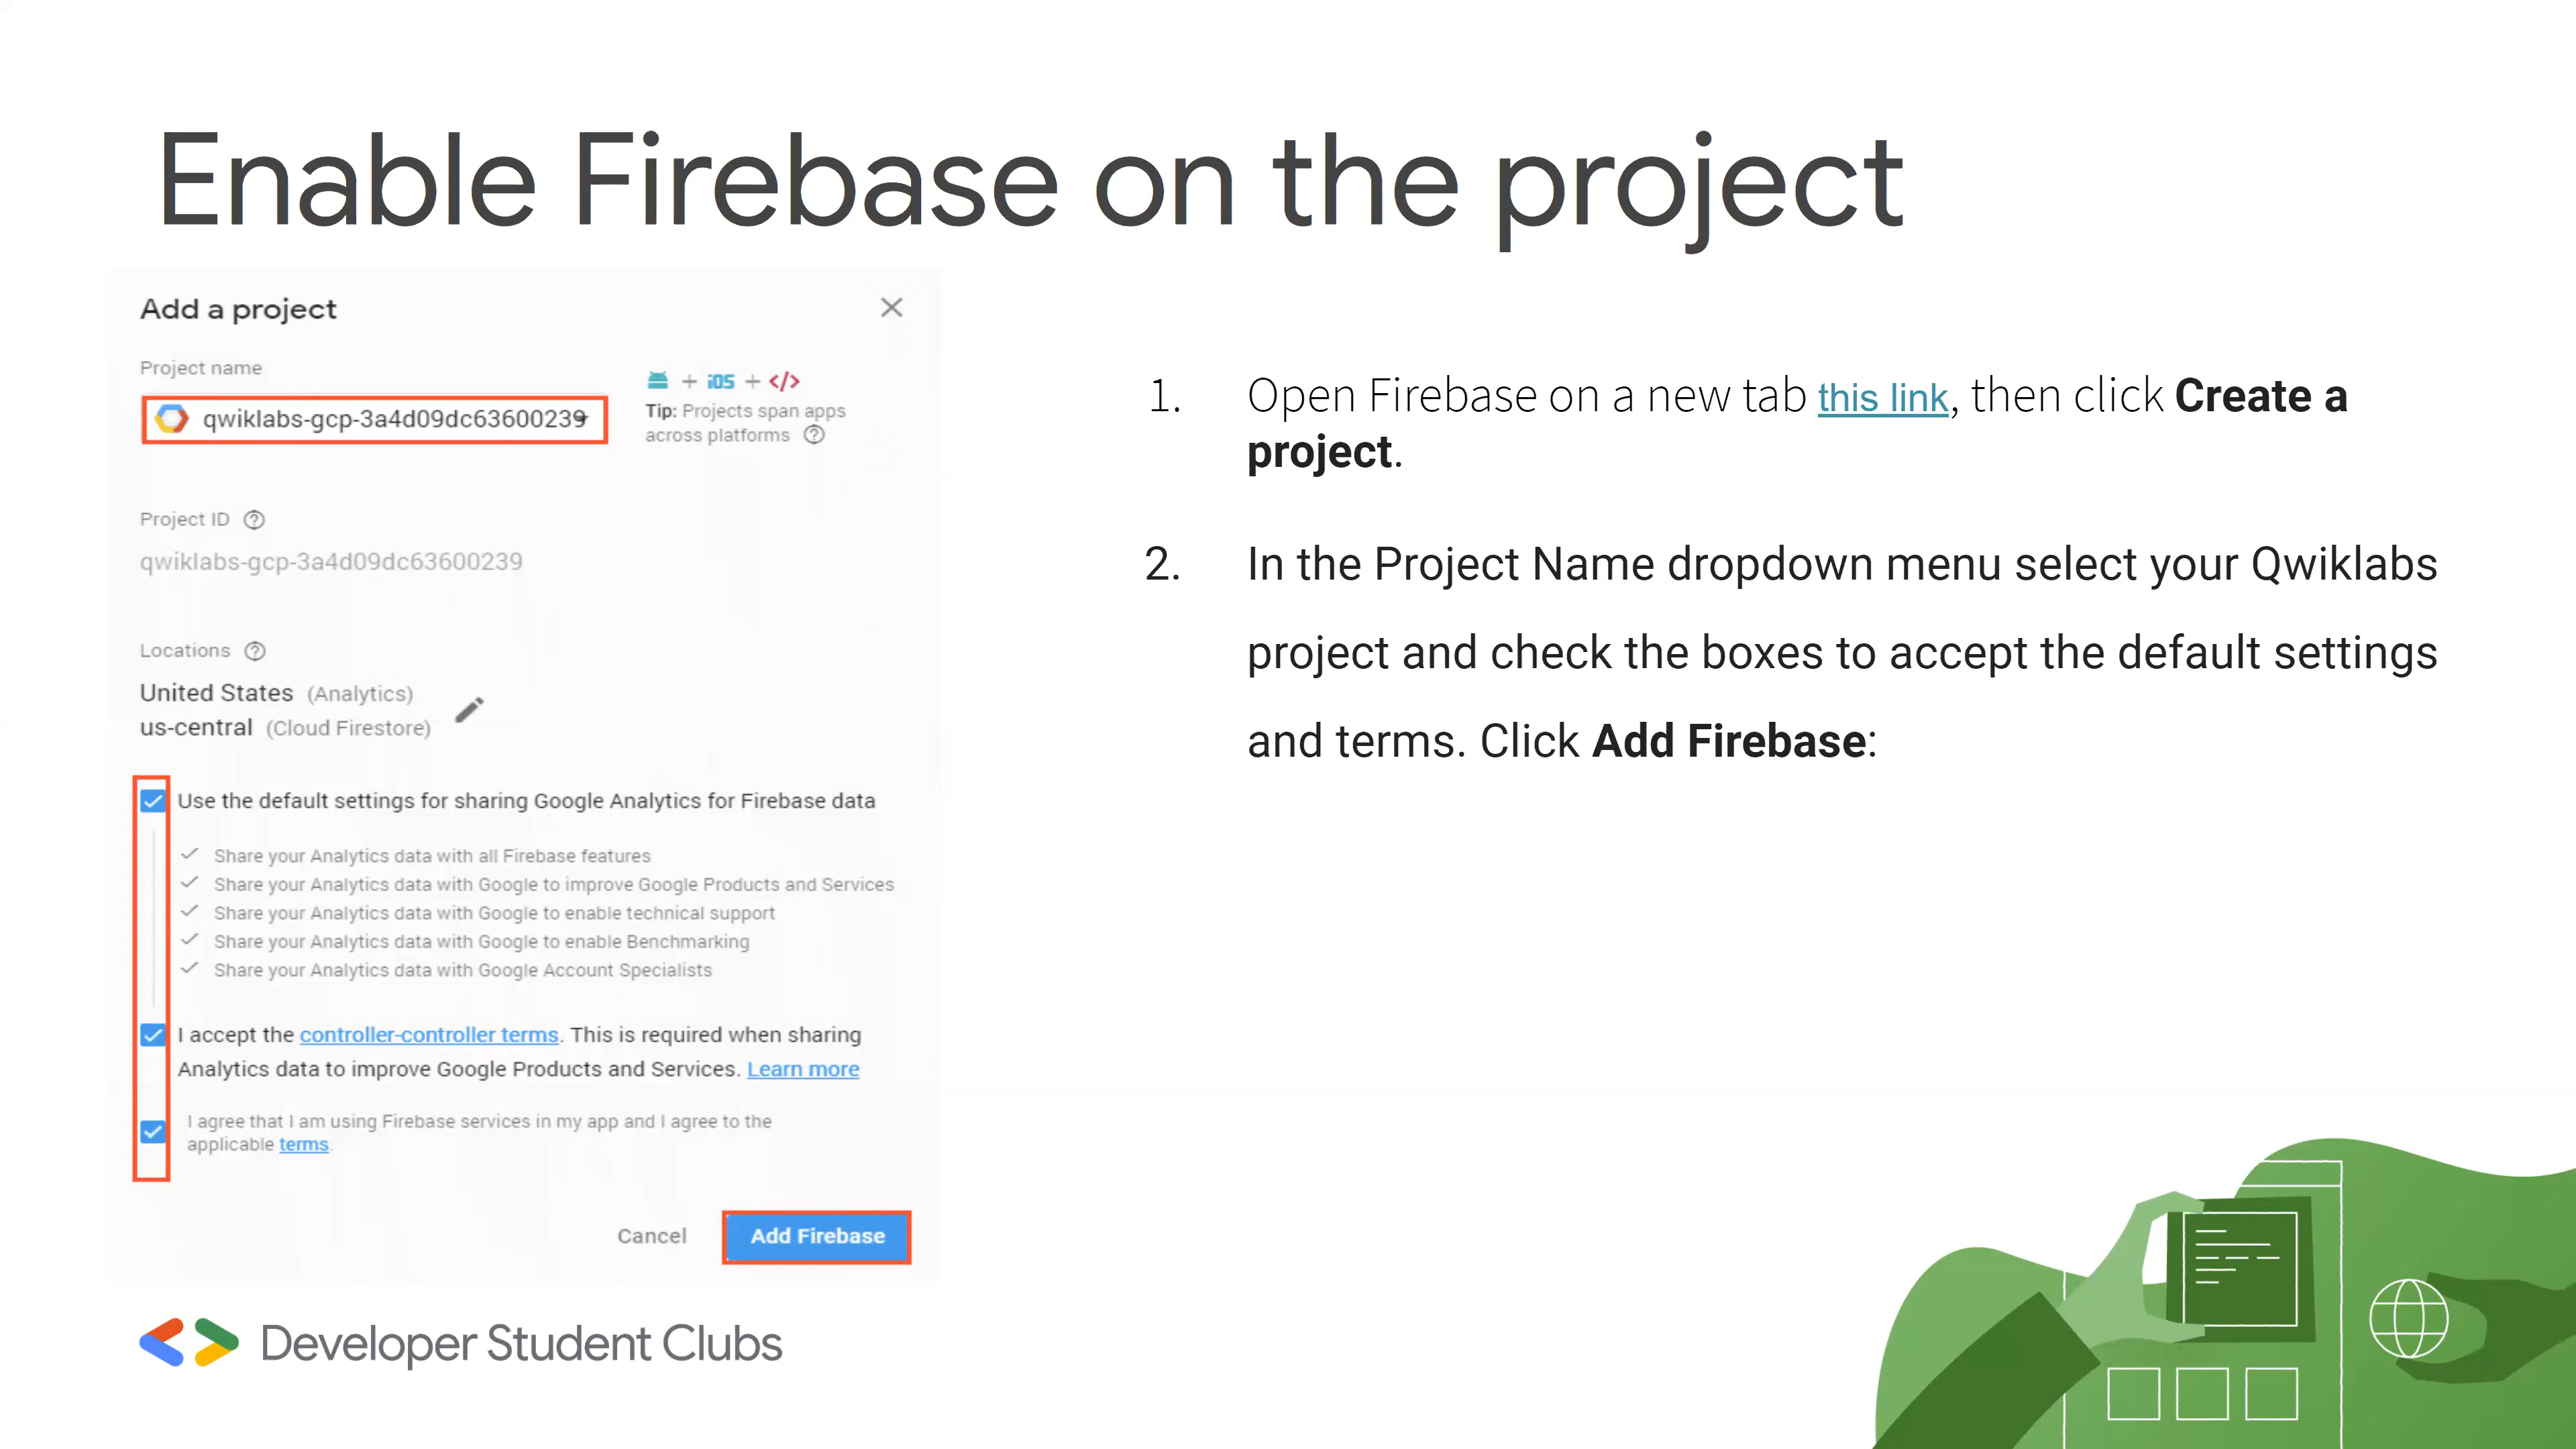 Enable Firebase on the project
Add a project
Project name
qwiklabs-gcp-3a4d09dc63600239
+ iOS + </>
Tip: Projects span apps
across platforms
Project ID
qwiklabs-gcp-3a4d09dc63600239
Locations
United States (Analytics)
us-central (Cloud Firestore)
Use the default settings for sharing Google Analytics for Firebase data
Share your Analytics data with all Firebase features
Share your Analytics data with Google to improve Google Products and Services
Share your Analytics data with Google to enable technical support
Share your Analytics data with Google to enable Benchmarking
Share your Analytics data with Google Account Specialists
I accept the controller-controller terms. This is required when sharing
Analytics data to improve Google Products and Services. Learn more
I agree that I am using Firebase services in my app and I agree to the
applicable terms.
Cancel
Add Firebase
1. Open Firebase on a new tab this link, then click Create a
project.
2. In the Project Name dropdown menu select your Qwiklabs
project and check the boxes to accept the default settings
and terms. Click Add Firebase:
Developer Student Clubs